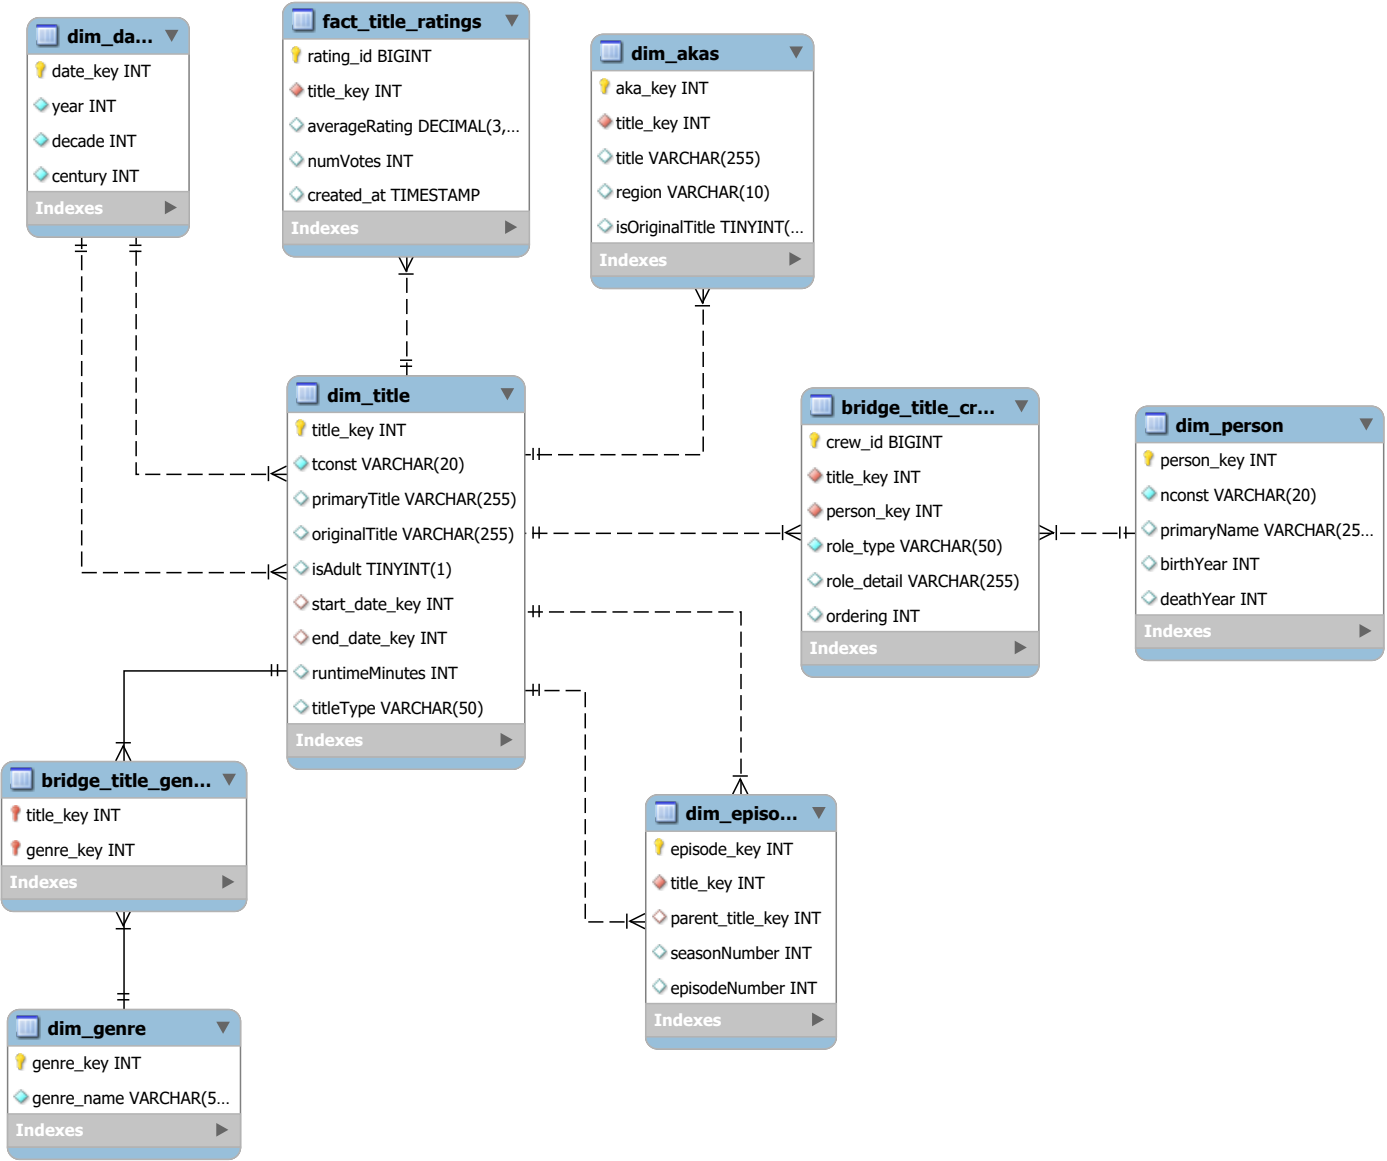 dim_da...
date_key INT
year INT
decade INT
century INT
Indexes
fact_title_ratings
rating_id BIGINT
title_key INT
averageRating DECIMAL(3,...
numVotes INT
created_at TIMESTAMP
Indexes
dim_akas
aka_key INT
title_key INT
title VARCHAR(255)
region VARCHAR(10)
isOriginalTitle TINYINT(...
Indexes
dim_title
title_key INT
tconst VARCHAR(20)
primaryTitle VARCHAR(255)
originalTitle VARCHAR(255)
isAdult TINYINT(1)
start_date_key INT
end_date_key INT
runtimeMinutes INT
titleType VARCHAR(50)
Indexes
bridge_title_cr...
crew_id BIGINT
title_key INT
person_key INT
role_type VARCHAR(50)
role_detail VARCHAR(255)
ordering INT
Indexes
dim_person
person_key INT
nconst VARCHAR(20)
primaryName VARCHAR(25...
birthYear INT
deathYear INT
Indexes
bridge_title_gen...
title_key INT
genre_key INT
Indexes
dim_episo...
episode_key INT
title_key INT
parent_title_key INT
seasonNumber INT
episodeNumber INT
Indexes
dim_genre
genre_key INT
genre_name VARCHAR(5...
Indexes